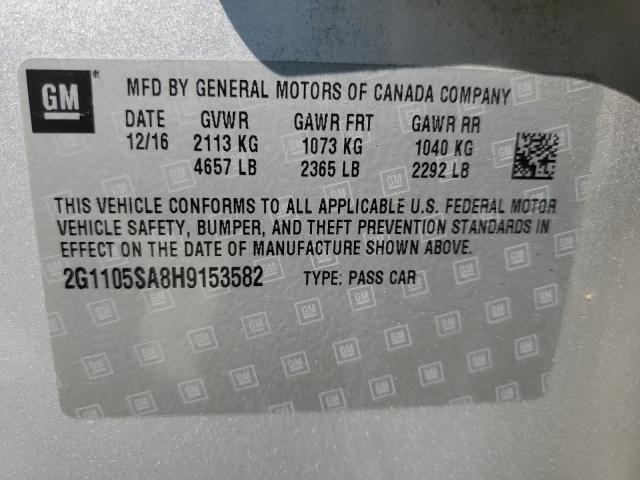 GM ® MFD BY GENERAL MOTORS OF CANADA COMPANY
DATE GVWR GAWR FRT GAWR RR
12/16 2113 KG 1073 KG 1040 KG
4657 LB 2365 LB 2292 LB
THIS VEHICLE CONFORMS TO ALL APPLICABLE U.S. FEDERAL MOTOR
VEHICLE SAFETY, BUMPER, AND THEFT PREVENTION STANDARDS IN
EFFECT ON THE DATE OF MANUFACTURE SHOWN ABOVE.
2G1105SA8H9153582 TYPE: PASS CAR